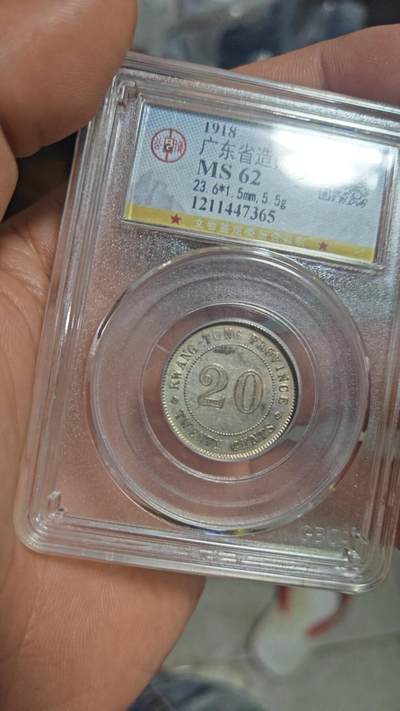 1918
广东省造
MS 62
23.6*1.5mm,5.5g
1211447365
KWANG-TUNG PROVINCE
20
TWENTY CENTS